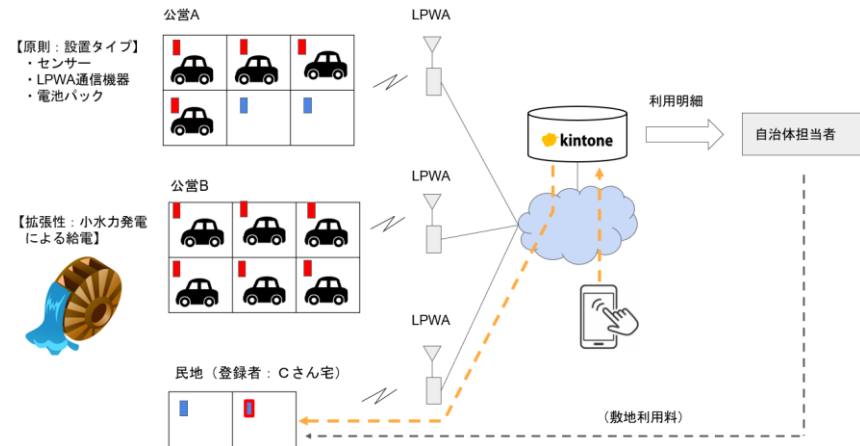 公営A
LPWA
【原則:設置タイプ】
・センサー
・LPWA通信機器
・電池パック
利用明細
kintone
自治体担当者
公営B
LPWA
【拡張性:小水力発電
による給電】
LPWA
民地(登録者:Cさん宅)
(敷地利用料)